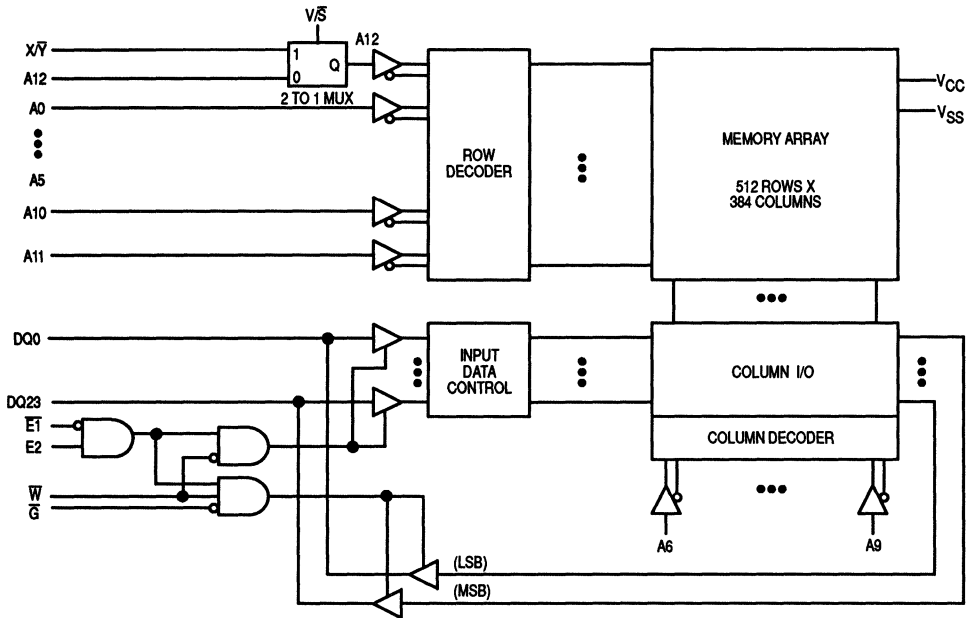 V/S̅
X/Y̅
A12
1
0
Q
A12
2 TO 1 MUX
A0
A5
A10
A11
ROW
DECODER
MEMORY ARRAY
512 ROWS X
384 COLUMNS
VCC
VSS
DQ0
DQ23
INPUT
DATA
CONTROL
COLUMN I/O
COLUMN DECODER
E̅1̅
E2
W̅
G̅
A6
A9
(LSB)
(MSB)